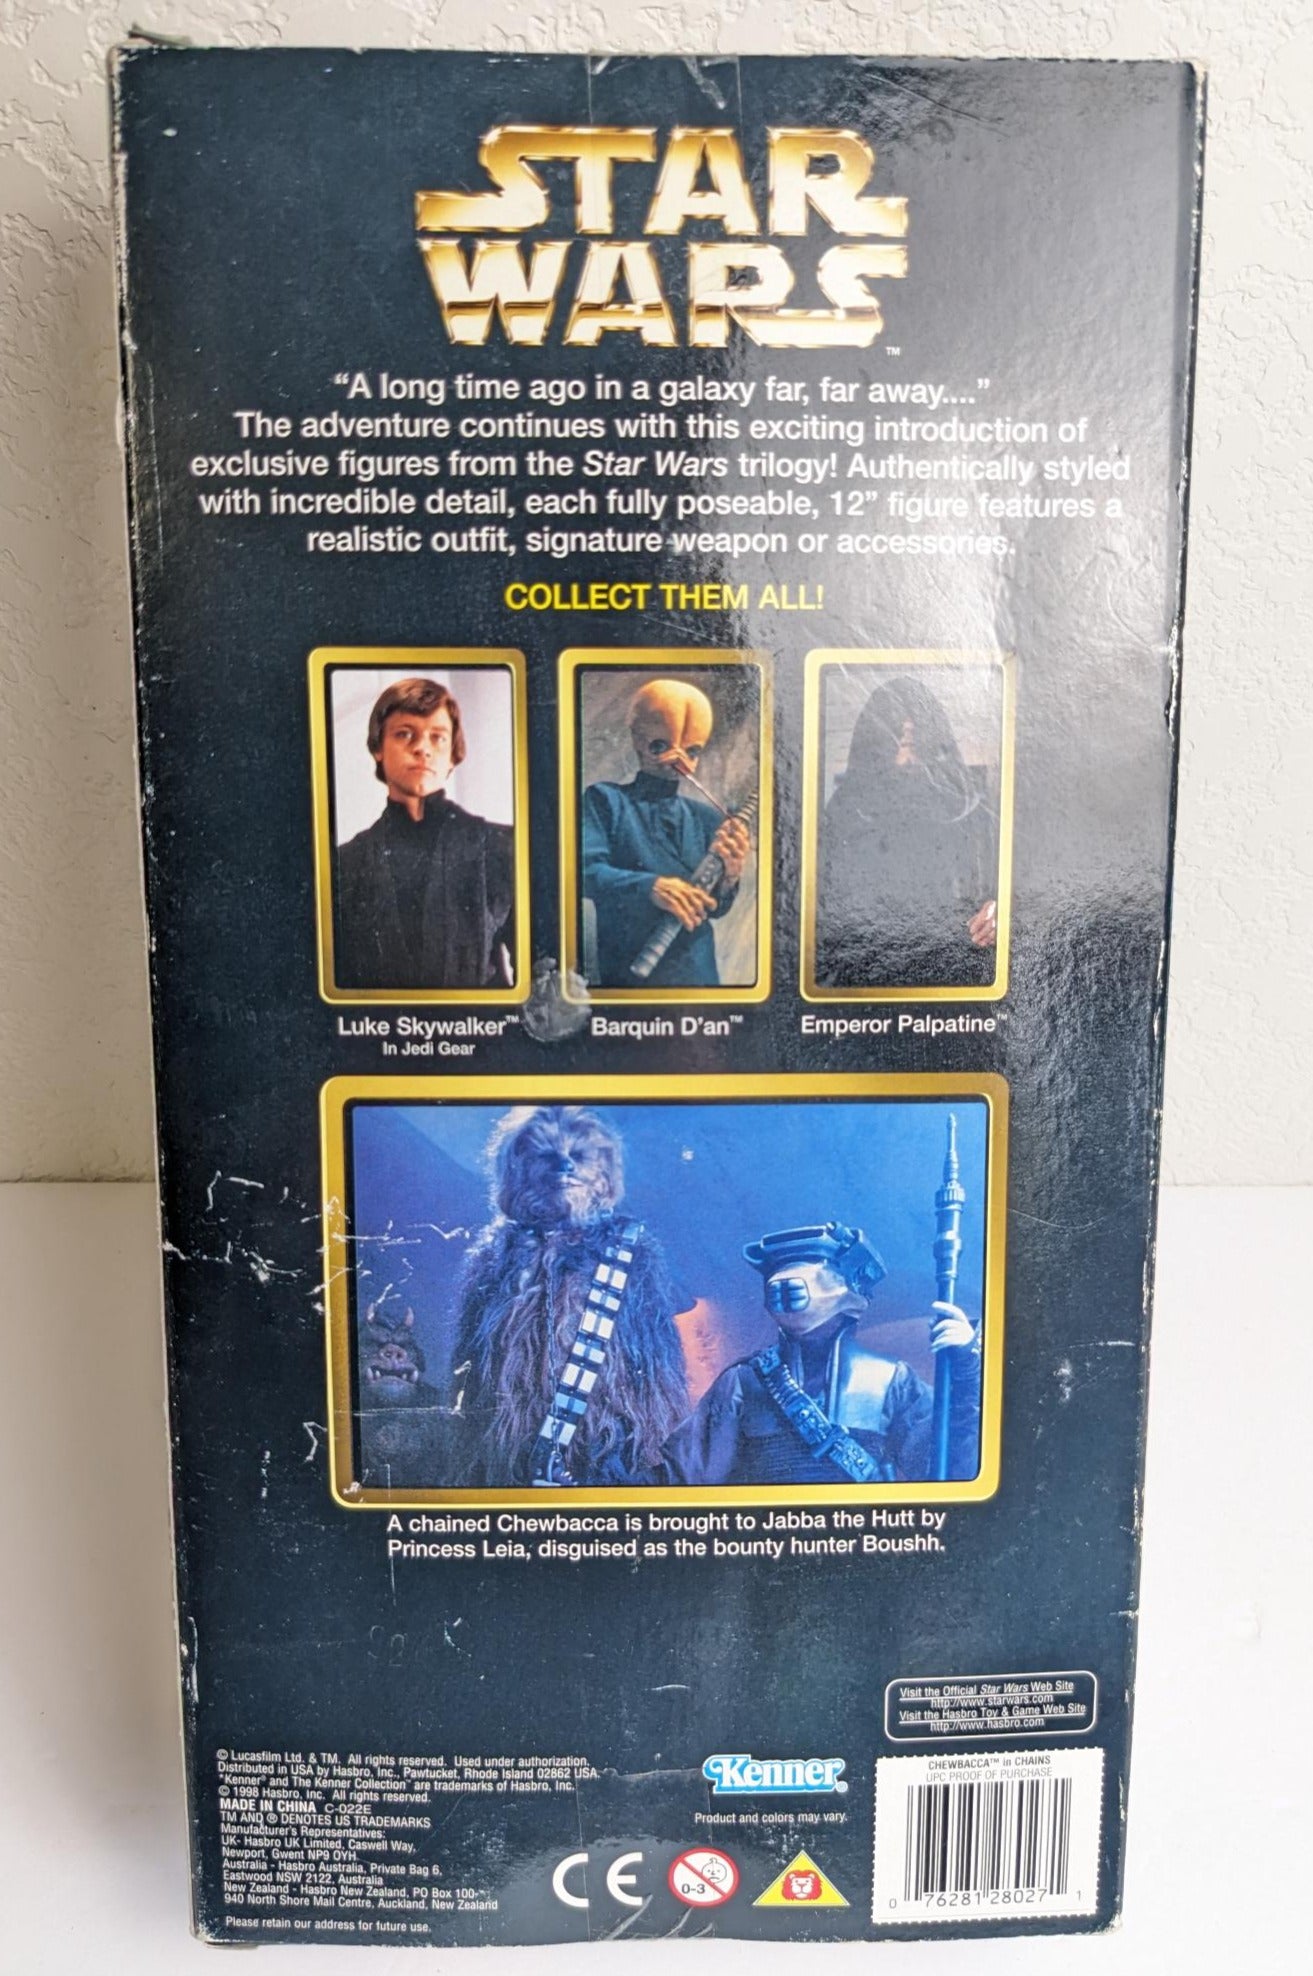 STAR
WARS™
“A long time ago in a galaxy far, far away....”
The adventure continues with this exciting introduction of
exclusive figures from the Star Wars trilogy! Authentically styled
with incredible detail, each fully poseable, 12” figure features a
realistic outfit, signature weapon or accessories.
COLLECT THEM ALL!
Luke Skywalker™
In Jedi Gear
Barquin D’an™
Emperor Palpatine™
A chained Chewbacca is brought to Jabba the Hutt by
Princess Leia, disguised as the bounty hunter Boushh.
Visit the Official Star Wars Web Site
http://www.starwars.com
Visit the Hasbro Toy & Game Web Site
http://www.hasbro.com
© Lucasfilm Ltd. & TM. All rights reserved. Used under authorization.
Distributed in USA by Hasbro, Inc., Pawtucket, Rhode Island 02862 USA.
Kenner® and The Kenner Collection™ are trademarks of Hasbro, Inc.
© 1998 Hasbro, Inc. All rights reserved.
MADE IN CHINA C-022E
TM AND ® DENOTES US TRADEMARKS
Manufacturer’s Representatives:
UK- Hasbro UK Limited, Caswell Way,
Newport, Gwent NP9 0YH.
Australia - Hasbro Australia, Private Bag 6,
Eastwood NSW 2122, Australia
New Zealand - Hasbro New Zealand, PO Box 100-
940 North Shore Mail Centre, Auckland, New Zealand
Please retain our address for future use.
Kenner®
Product and colors may vary.
CE
0-3
CHEWBACCA™ in CHAINS
UPC PROOF OF PURCHASE
0 76281 28027 1